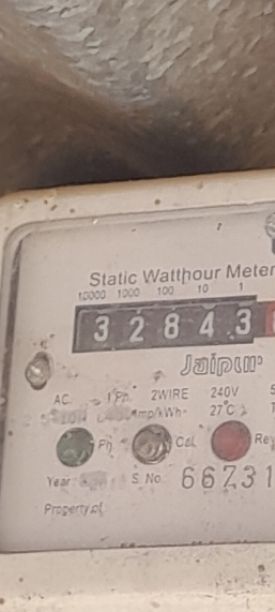 Static Watthour Meter
10000 1000 100 10 1
3 2 8 4 3
Jaipur
AC. 1 Ph. 2WIRE 240V
Imp/kWh 27°C
Ph Cal. Rev
Year S. No. 66731
Property of